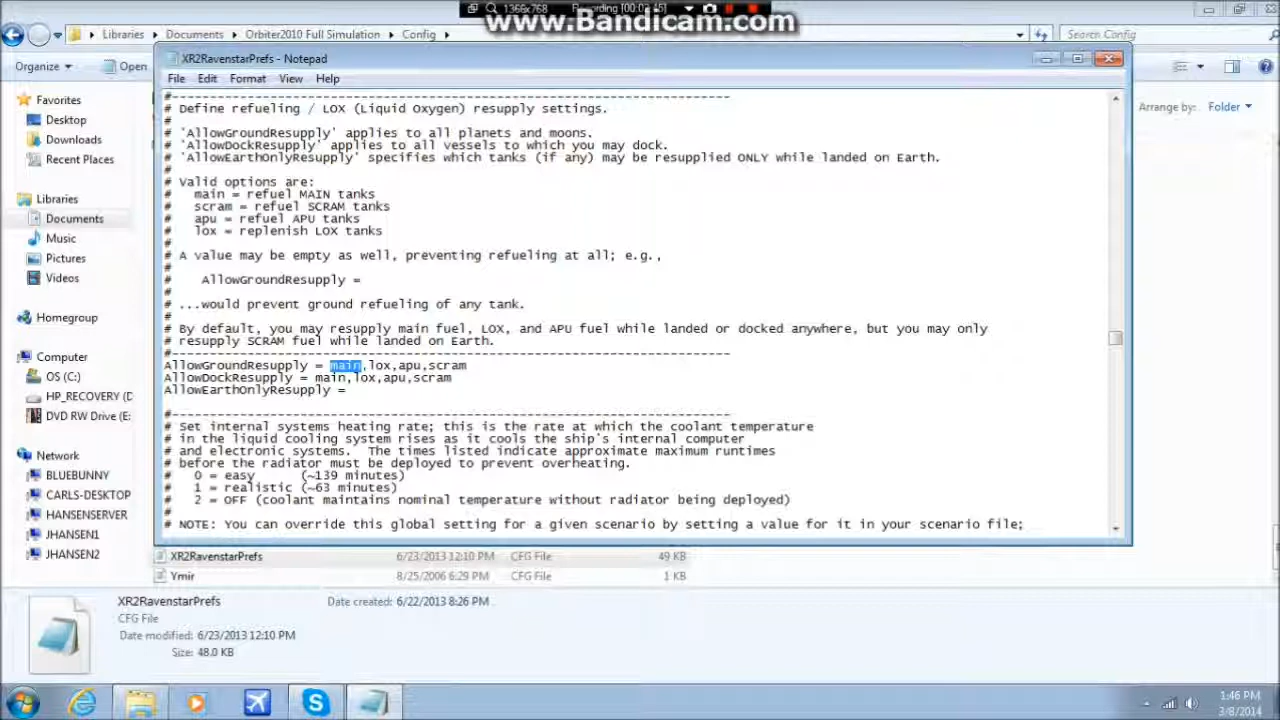 1366x768 Recording [00:02:45]
www.Bandicam.com
Libraries ▸ Documents ▸ Orbiter2010 Full Simulation ▸ Config ▸
Search Config
Organize
Open
Arrange by: Folder
XR2RavenstarPrefs - Notepad
File Edit Format View Help
#--------------------------------------------------------------------------
# Define refueling / LOX (Liquid Oxygen) resupply settings.
#
# 'AllowGroundResupply' applies to all planets and moons.
# 'AllowDockResupply' applies to all vessels to which you may dock.
# 'AllowEarthOnlyResupply' specifies which tanks (if any) may be resupplied ONLY while landed on Earth.
#
# Valid options are:
#   main = refuel MAIN tanks
#   scram = refuel SCRAM tanks
#   apu = refuel APU tanks
#   lox = replenish LOX tanks
#
# A value may be empty as well, preventing refueling at all; e.g.,
#
#    AllowGroundResupply =
#
# ...would prevent ground refueling of any tank.
#
# By default, you may resupply main fuel, LOX, and APU fuel while landed or docked anywhere, but you may only
# resupply SCRAM fuel while landed on Earth.
#--------------------------------------------------------------------------
AllowGroundResupply = main,lox,apu,scram
AllowDockResupply = main,lox,apu,scram
AllowEarthOnlyResupply =
#--------------------------------------------------------------------------
# Set internal systems heating rate; this is the rate at which the coolant temperature
# in the liquid cooling system rises as it cools the ship's internal computer
# and electronic systems.  The times listed indicate approximate maximum runtimes
# before the radiator must be deployed to prevent overheating.
#   0 = easy      (~139 minutes)
#   1 = realistic (~63 minutes)
#   2 = OFF (coolant maintains nominal temperature without radiator being deployed)
#
# NOTE: You can override this global setting for a given scenario by setting a value for it in your scenario file;
Favorites
Desktop
Downloads
Recent Places
Libraries
Documents
Music
Pictures
Videos
Homegroup
Computer
OS (C:)
HP_RECOVERY (
DVD RW Drive (E:
Network
BLUEBUNNY
CARLS-DESKTOP
HANSENSERVER
JHANSEN1
JHANSEN2
XR2RavenstarPrefs 6/23/2013 12:10 PM CFG File 49 KB
Ymir 8/25/2006 6:29 PM CFG File 1 KB
XR2RavenstarPrefs Date created: 6/22/2013 8:26 PM
CFG File
Date modified: 6/23/2013 12:10 PM
Size: 48.0 KB
1:46 PM
3/8/2014